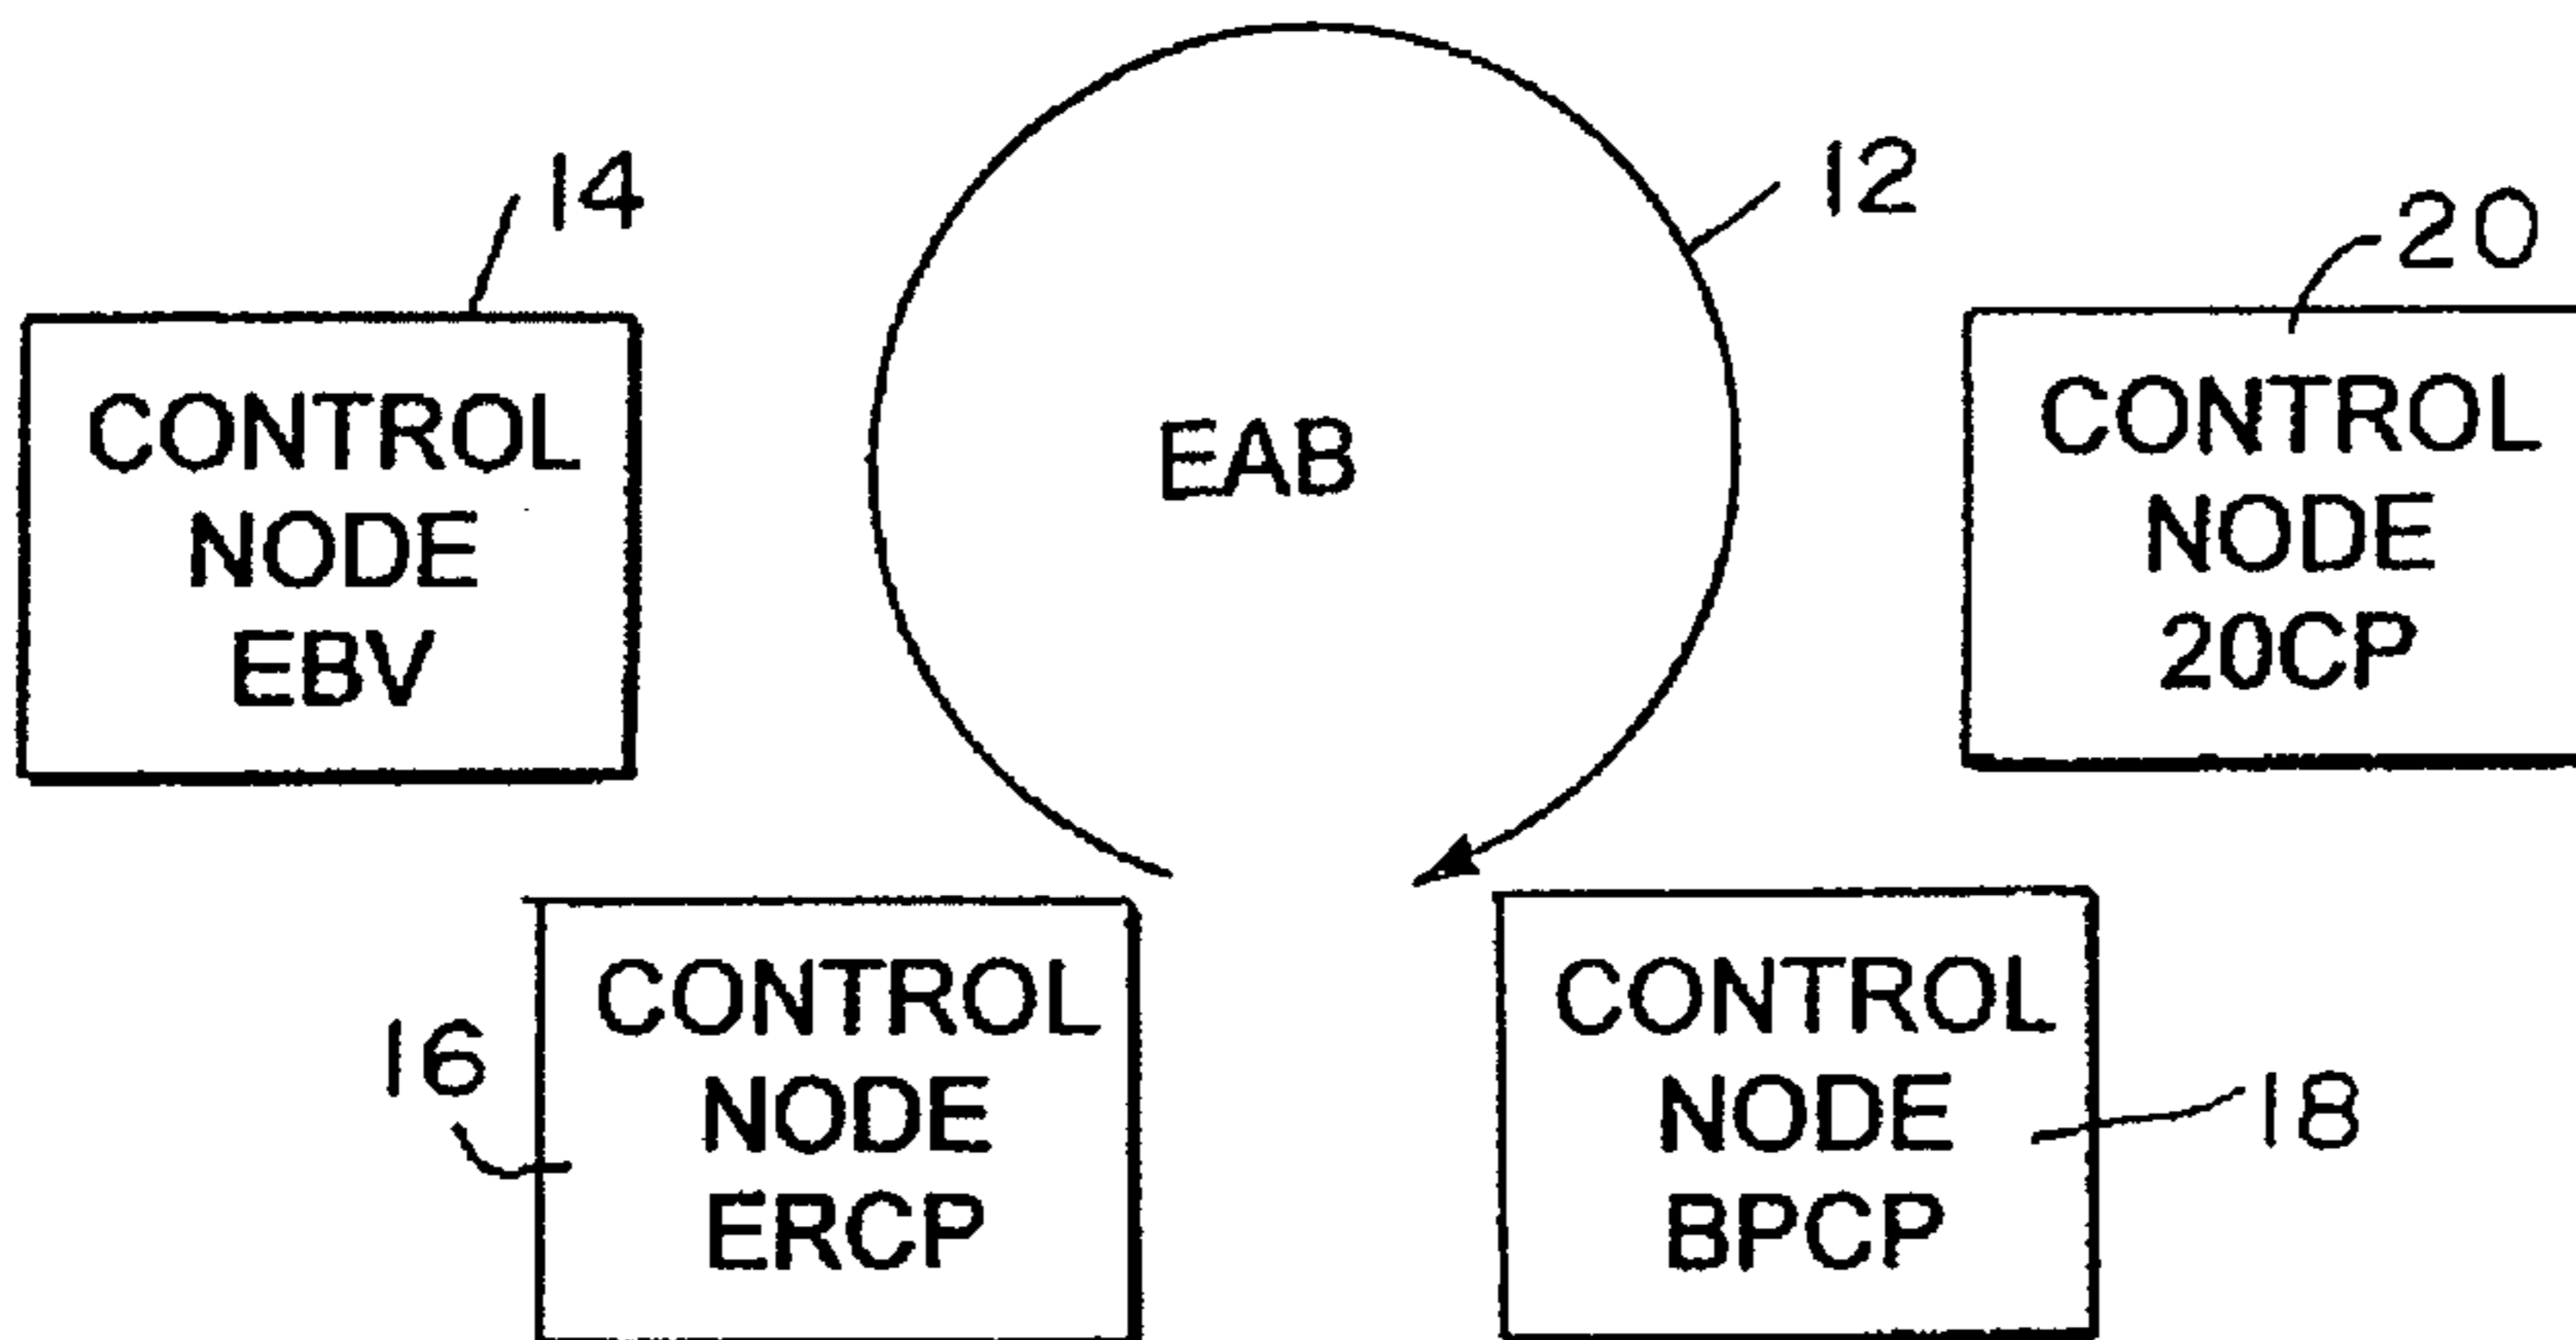 14
12
20
CONTROL
NODE
EBV
EAB
CONTROL
NODE
20CP
16
CONTROL
NODE
ERCP
CONTROL
NODE
BPCP
18